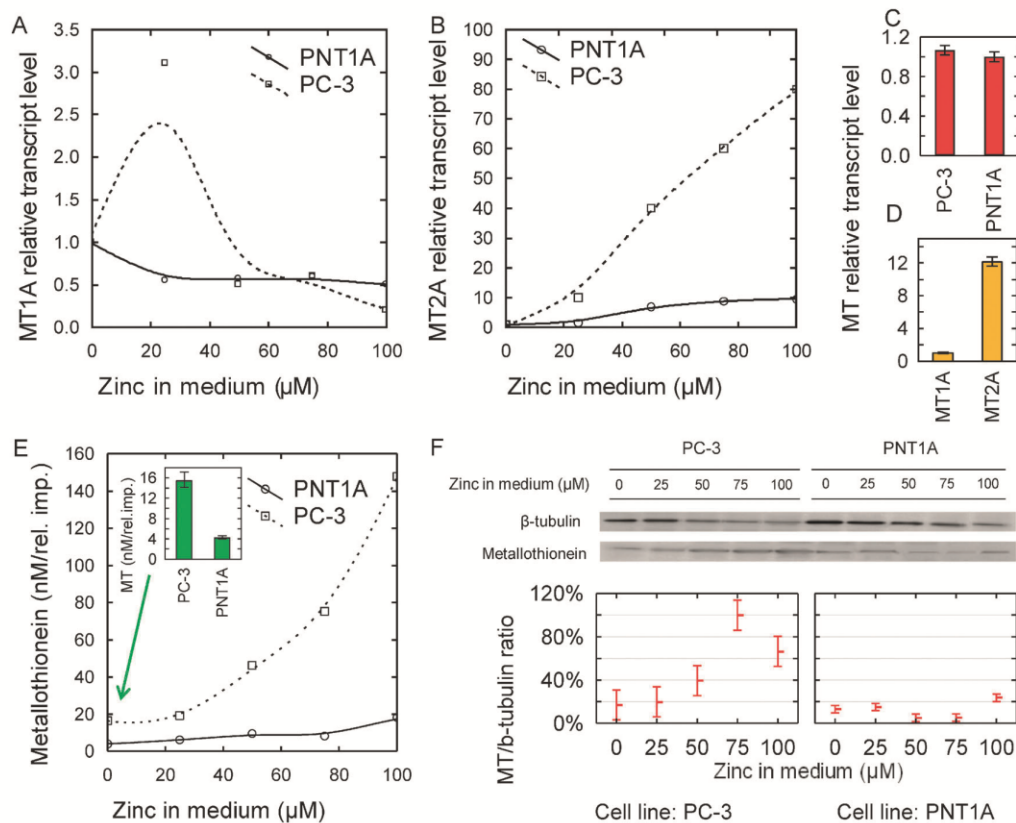 A
MT1A relative transcript level
3.5
3.0
2.5
2.0
1.5
1.0
0.5
0.0
PNT1A
PC-3
0 20 40 60 80 100
Zinc in medium (µM)
B
MT2A relative transcript level
100
90
80
70
60
50
40
30
20
10
0
PNT1A
PC-3
0 20 40 60 80 100
Zinc in medium (µM)
C
MT relative transcript level
1.2
0.9
0.6
0.3
0.0
PC-3
PNT1A
D
12
8
4
0
MT1A
MT2A
E
Metallothionein (nM/rel. imp.)
160
140
120
100
80
60
40
20
0
MT (nM/rel.imp.)
16
12
8
4
0
PC-3
PNT1A
PNT1A
PC-3
0 20 40 60 80 100
Zinc in medium (µM)
F
PC-3 PNT1A
Zinc in medium (µM) 0 25 50 75 100 0 25 50 75 100
β-tubulin
Metallothionein
MT/b-tubulin ratio
120%
80%
40%
0%
0 25 50 75 100 0 25 50 75 100
Zinc in medium (µM)
Cell line: PC-3 Cell line: PNT1A